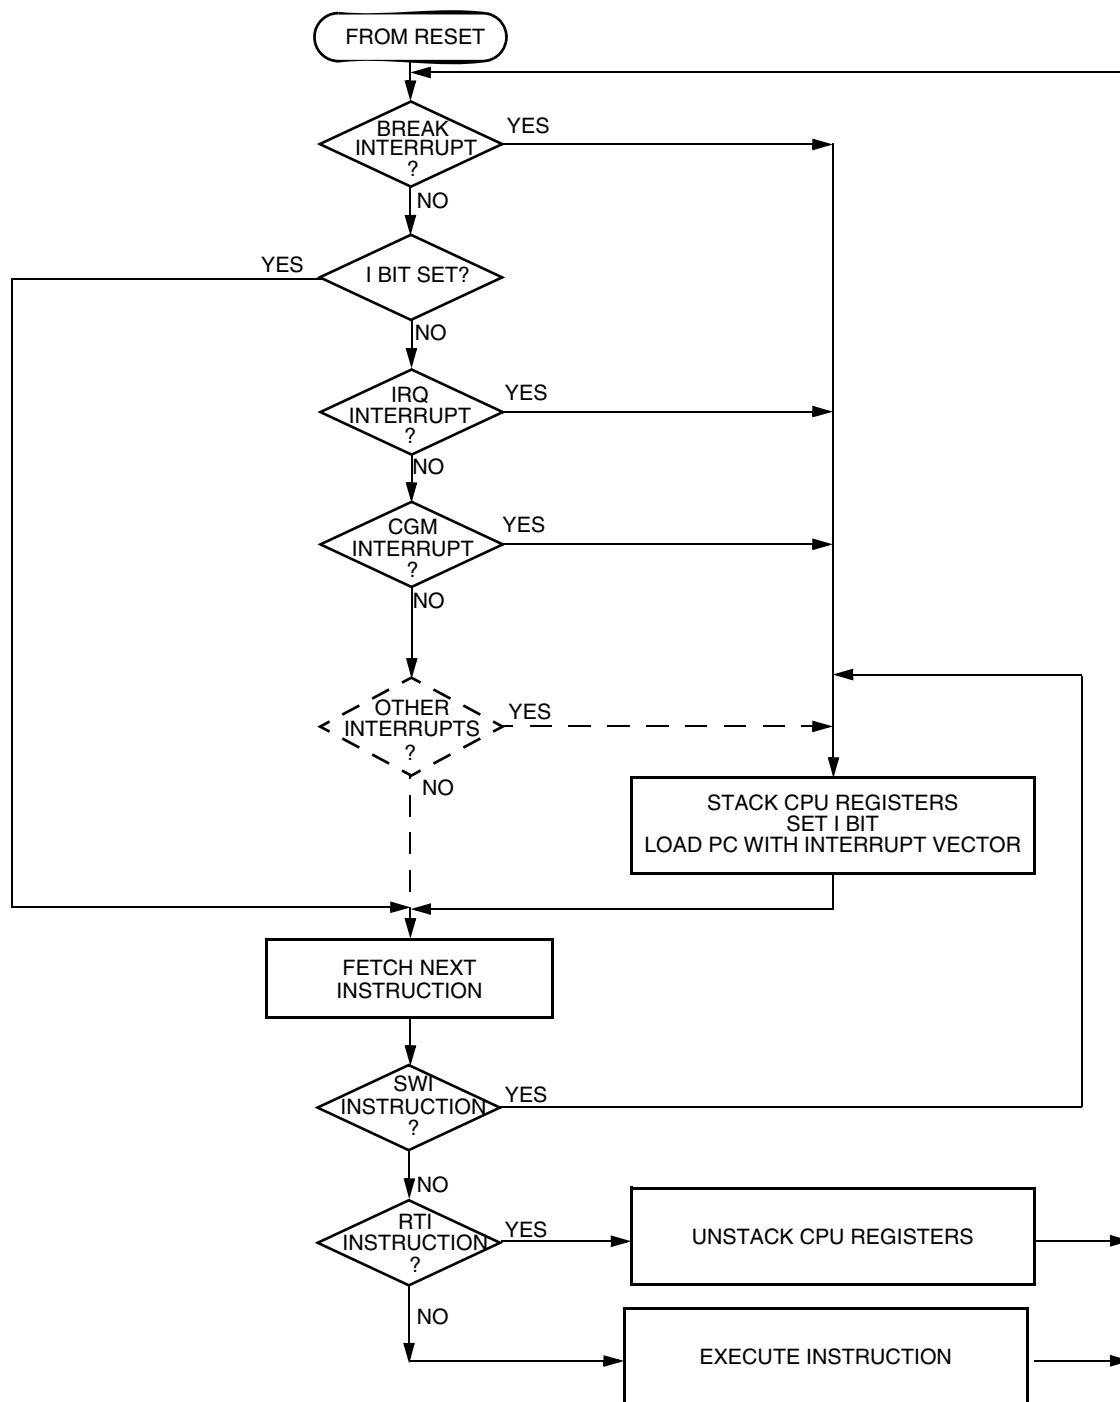 FROM RESET
BREAK
INTERRUPT
?
YES
NO
I BIT SET?
YES
NO
IRQ
INTERRUPT
?
YES
NO
CGM
INTERRUPT
?
YES
NO
OTHER
INTERRUPTS
?
YES
NO
STACK CPU REGISTERS
SET I BIT
LOAD PC WITH INTERRUPT VECTOR
FETCH NEXT
INSTRUCTION
SWI
INSTRUCTION
?
YES
NO
RTI
INSTRUCTION
?
YES
UNSTACK CPU REGISTERS
NO
EXECUTE INSTRUCTION